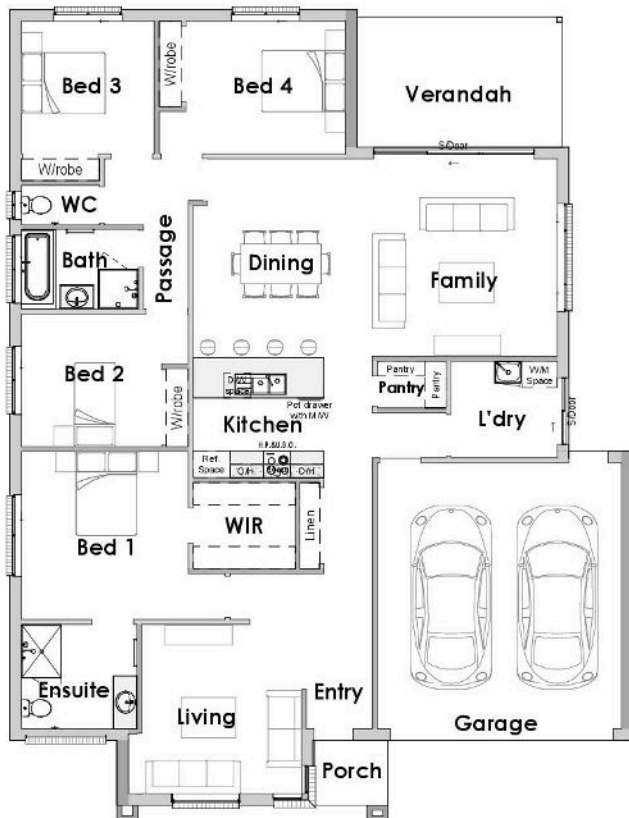 Bed 3
W/robe
Bed 4
Verandah
S/Door
W/robe
WC
Bath
Passage
Dining
Family
Bed 2
W/robe
D/W
space
Pantry
Pantry
Pantry
W/M
Space
L'dry
S/Door
Kitchen
Pot drawer
with M/W
Ref.
Space
O/H
O/H
Bed 1
WIR
Linen
Ensuite
Living
Entry
Garage
Porch